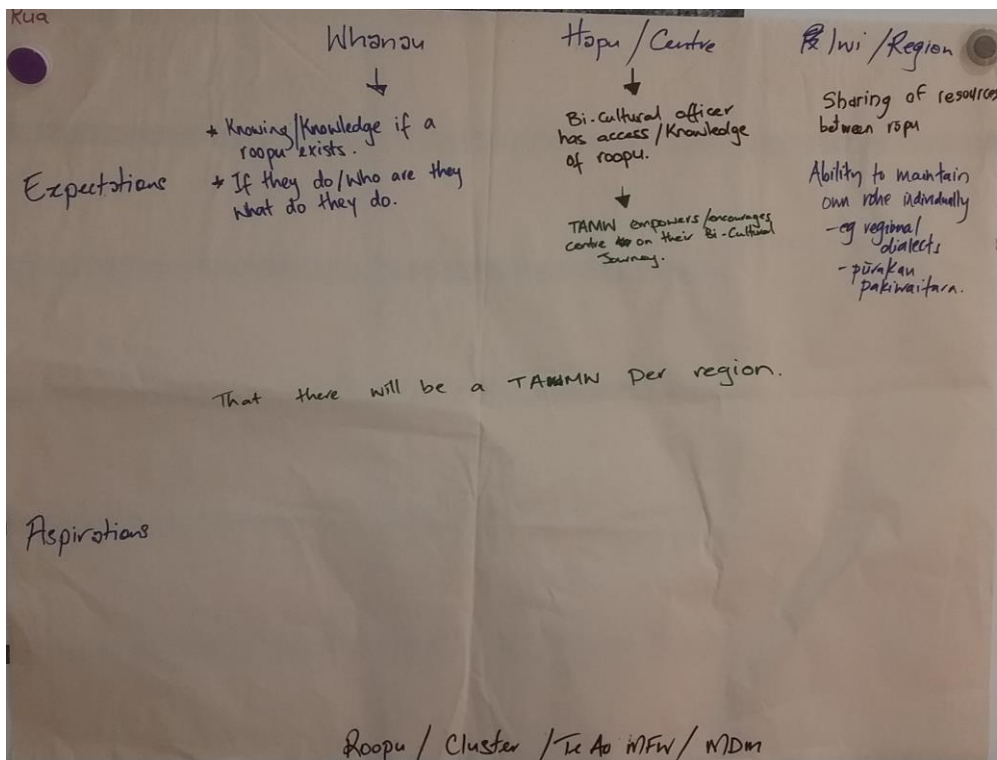 Rua
Whanau
Hapu / Centre
Iwi / Region
Expectations
* Knowing/Knowledge if a
roopu exists.
* If they do/Who are they
what do they do.
Bi-Cultural officer
has access/Knowledge
of roopu.
TAMW empowers/encourages
centre on their Bi-Cultural
Journey.
Sharing of resources
between ropu
Ability to maintain
own rohe individually
- eg regional
dialects
- pūrakau
pakiwaitara.
That there will be a TAMW per region.
Aspirations
Roopu / Cluster / Te Ao MFW / MDM